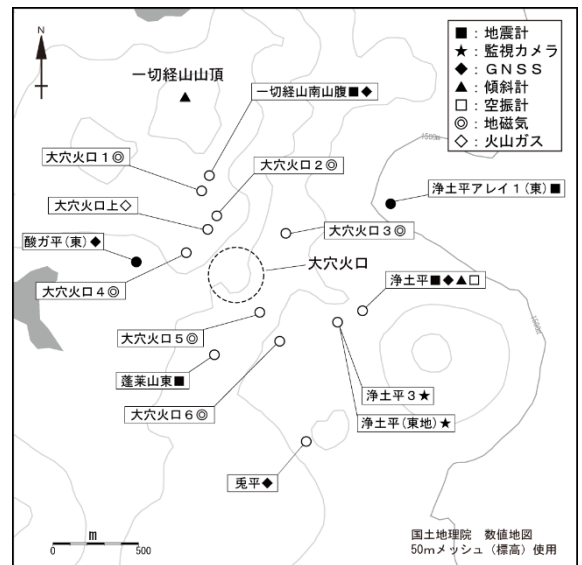 N
■：地震計
★：監視カメラ
◆：ＧＮＳＳ
▲：傾斜計
□：空振計
◎：地磁気
◇：火山ガス
一切経山山頂
一切経山南山腹■◆
1500m
大穴火口１◎
大穴火口２◎
浄土平アレイ１(東)■
大穴火口上◇
大穴火口３◎
酸ガ平(東)◆
大穴火口
浄土平■◆▲□
大穴火口４◎
1500m
大穴火口５◎
蓬莱山東■
浄土平３★
大穴火口６◎
浄土平(東地)★
兎平◆
m
0 500
国土地理院　数値地図
50mメッシュ（標高）使用